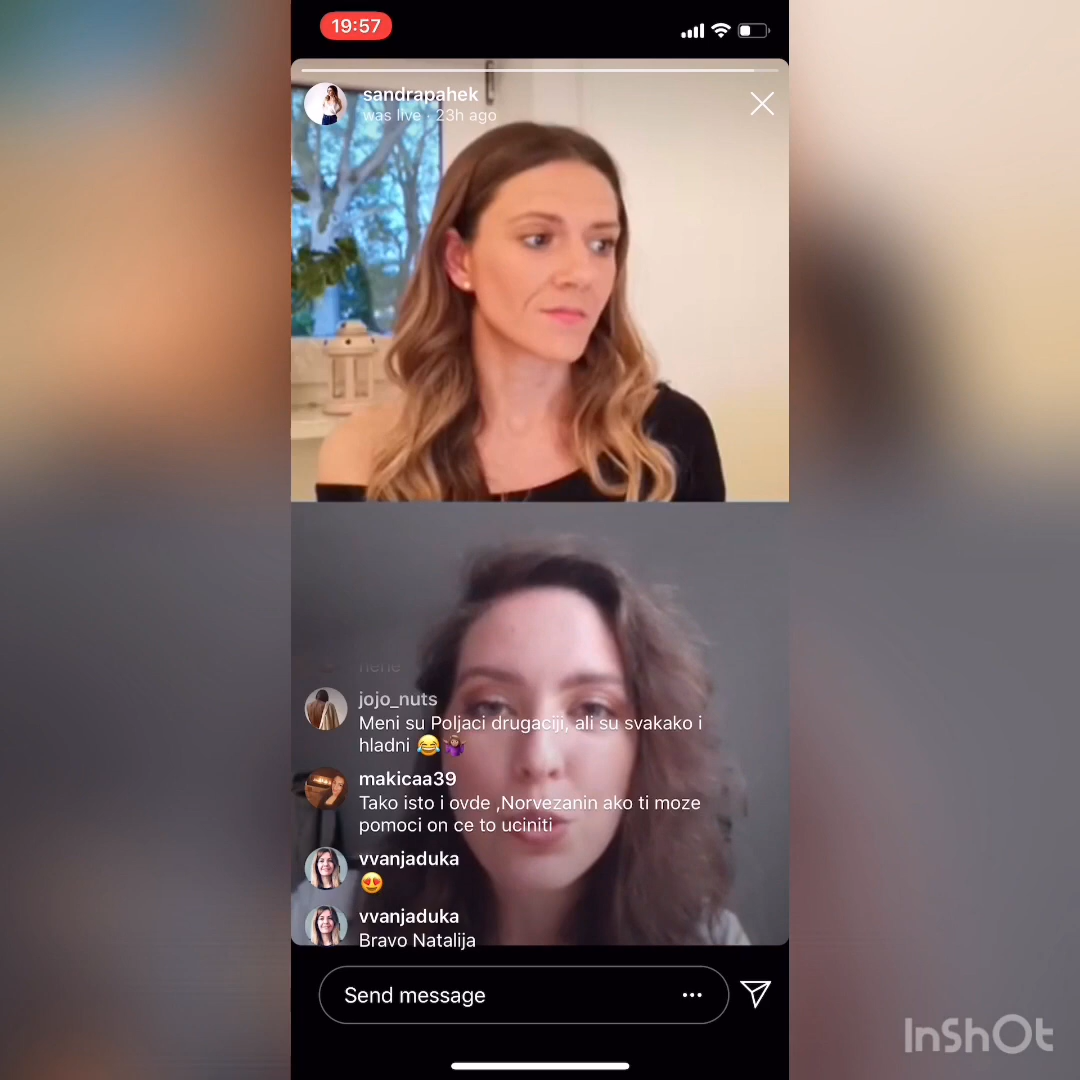 19:57
sandrapahek
was live · 23h ago
hehe
jojo_nuts
Meni su Poljaci drugaciji, ali su svakako i
hladni 😂🤷🏽‍♀️
makicaa39
Tako isto i ovde ,Norvezanin ako ti moze
pomoci on ce to uciniti
vvanjaduka
😍
vvanjaduka
Bravo Natalija
Send message
InShOt